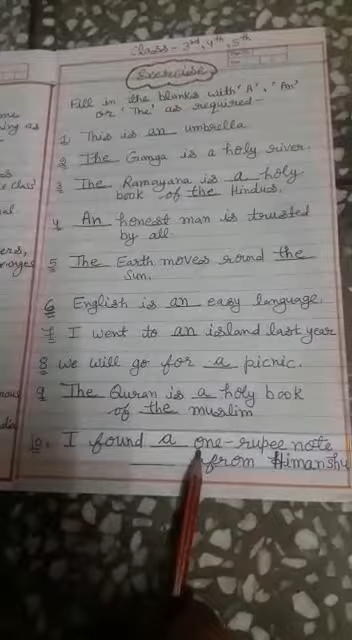 Class - 3rd, 4th, 5th
Exercise
Fill in the blanks with 'A', 'An'
or 'The' as required -
1 This is an umbrella
2 The Ganga is a holy river.
3 The Ramayana is a holy
book of the Hindus.
4 An honest man is trusted
by all.
5 The Earth moves round the
sun.
6 English is an easy language.
7 I went to an island last year
8 we will go for a picnic.
9 The Quran is a holy book
of the muslim
10. I found a one-rupee note
from Himanshu